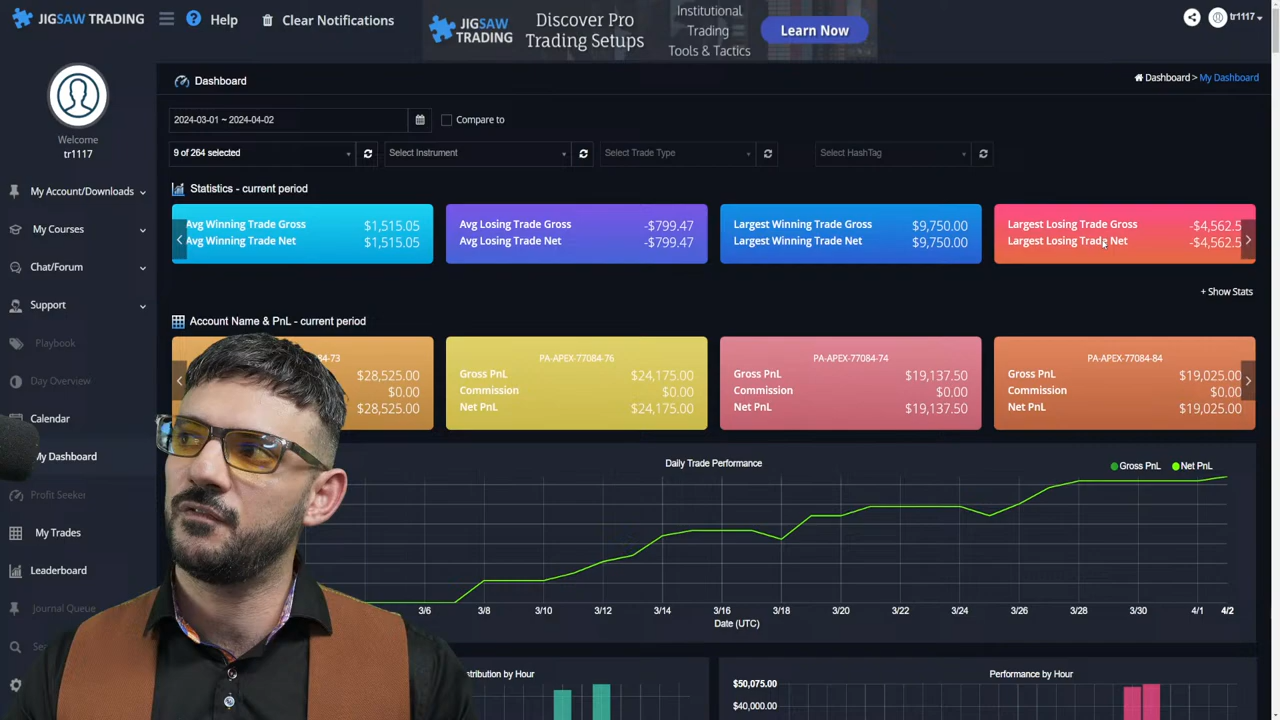 JIGSAW TRADING
Help
Clear Notifications
JIGSAW
TRADING
Discover Pro
Trading Setups
Institutional
Trading
Tools & Tactics
Learn Now
tr1117
Welcome
tr1117
My Account/Downloads
My Courses
Chat/Forum
Support
Playbook
Day Overview
Calendar
My Dashboard
Profit Seeker
My Trades
Leaderboard
Journal Queue
Dashboard
Dashboard > My Dashboard
2024-03-01 ~ 2024-04-02
Compare to
9 of 264 selected
Select Instrument
Select Trade Type
Select HashTag
Statistics - current period
Avg Winning Trade Gross $1,515.05
Avg Winning Trade Net $1,515.05
Avg Losing Trade Gross -$799.47
Avg Losing Trade Net -$799.47
Largest Winning Trade Gross $9,750.00
Largest Winning Trade Net $9,750.00
Largest Losing Trade Gross -$4,562.5
Largest Losing Trade Net -$4,562.5
+ Show Stats
Account Name & PnL - current period
-73
$28,525.00
$0.00
$28,525.00
PA-APEX-77084-76
Gross PnL $24,175.00
Commission $0.00
Net PnL $24,175.00
PA-APEX-77084-74
Gross PnL $19,137.50
Commission $0.00
Net PnL $19,137.50
PA-APEX-77084-84
Gross PnL $19,025.00
Commission $0.00
Net PnL $19,025.00
Daily Trade Performance
Gross PnL Net PnL
3/6 3/8 3/10 3/12 3/14 3/16 3/18 3/20 3/22 3/24 3/26 3/28 3/30 4/1 4/2
Date (UTC)
tribution by Hour
Performance by Hour
$50,075.00
$40,000.00